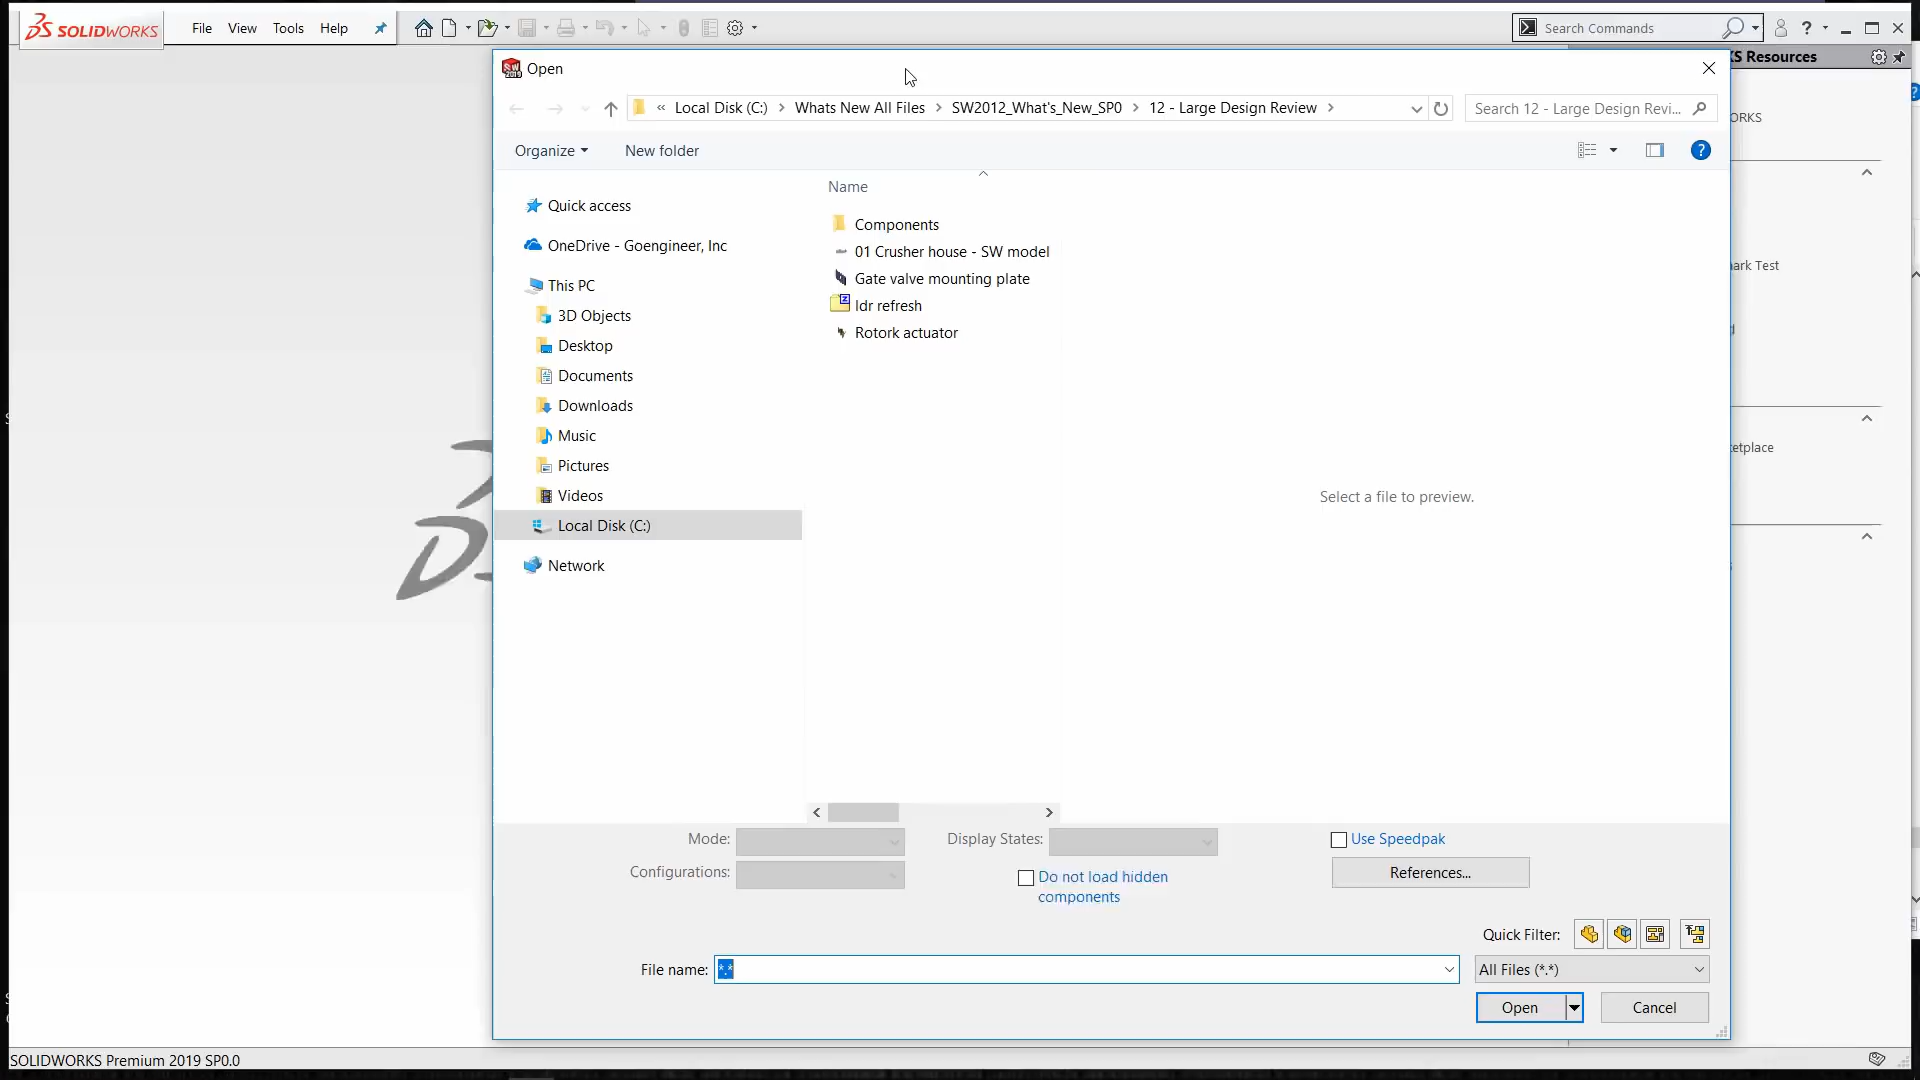 SOLIDWORKS File View Tools Help Search Commands ?
Open
S Resources
« Local Disk (C:) > Whats New All Files > SW2012_What's_New_SP0 > 12 - Large Design Review > Search 12 - Large Design Revi...
ORKS
Organize New folder ?
Name
Quick access
OneDrive - Goengineer, Inc
This PC
3D Objects
Desktop
Documents
Downloads
Music
Pictures
Videos
Local Disk (C:)
Network
Components
01 Crusher house - SW model
Gate valve mounting plate
ldr refresh
Rotork actuator
Select a file to preview.
ark Test
etplace
Mode: Display States: Use Speedpak
Configurations: Do not load hidden
components
References...
Quick Filter:
File name: *.* All Files (*.*)
Open Cancel
SOLIDWORKS Premium 2019 SP0.0